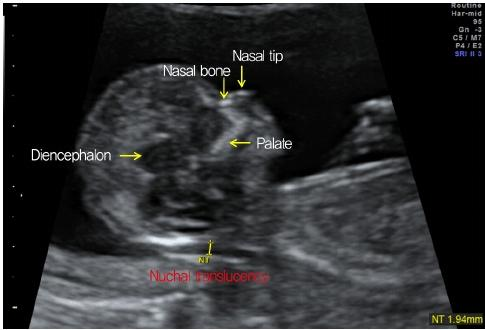 Routine
Har-mid
95
Gn -3
C5 / M7
P4 / E2
SRI II 3
Nasal tip
Nasal bone
Palate
Diencephalon
NT
Nuchal translucency
NT 1.94mm